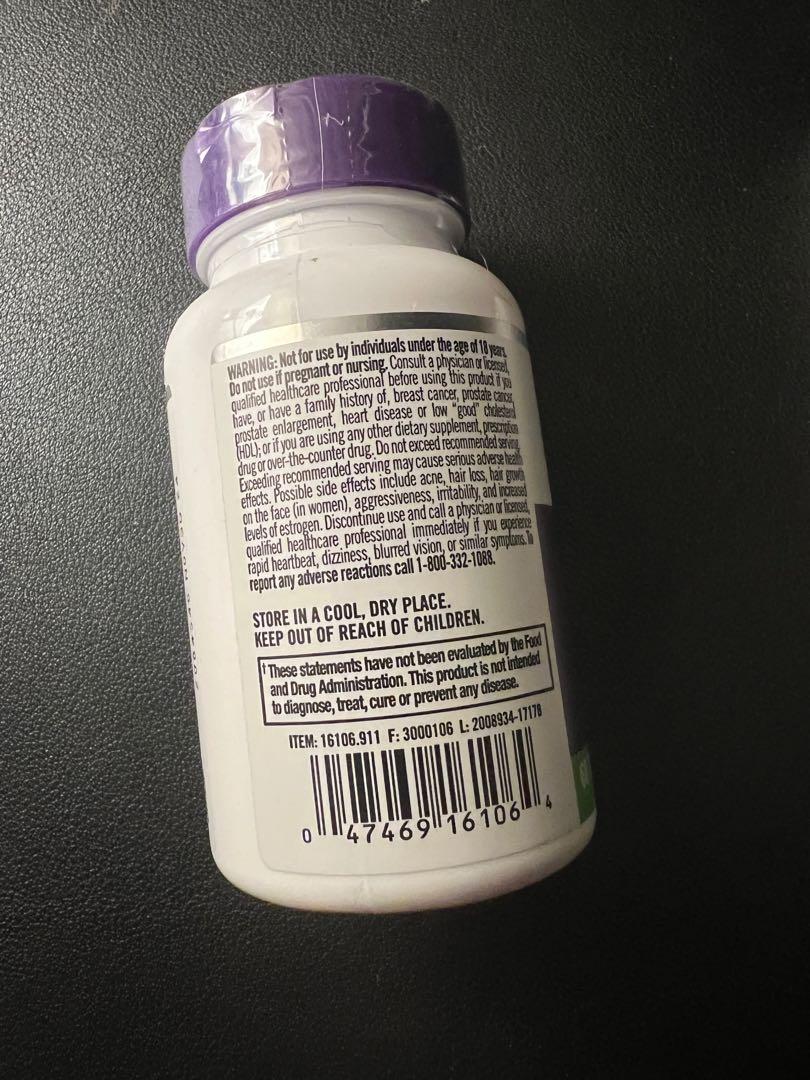 WARNING: Not for use by individuals under the age of 18 years.
Do not use if pregnant or nursing. Consult a physician or licensed,
qualified healthcare professional before using this product if you
have, or have a family history of, breast cancer, prostate cancer,
prostate enlargement, heart disease or low "good" cholesterol
(HDL); or if you are using any other dietary supplement, prescription
drug or over-the-counter drug. Do not exceed recommended serving.
Exceeding recommended serving may cause serious adverse health
effects. Possible side effects include acne, hair loss, hair growth
on the face (in women), aggressiveness, irritability, and increased
levels of estrogen. Discontinue use and call a physician or licensed,
qualified healthcare professional immediately if you experience
rapid heartbeat, dizziness, blurred vision, or similar symptoms. To
report any adverse reactions call 1-800-332-1088.
STORE IN A COOL, DRY PLACE.
KEEP OUT OF REACH OF CHILDREN.
† These statements have not been evaluated by the Food
and Drug Administration. This product is not intended
to diagnose, treat, cure or prevent any disease.
ITEM: 16106.911 F: 3000106 L: 2008934-17178
0 47469 16106 4